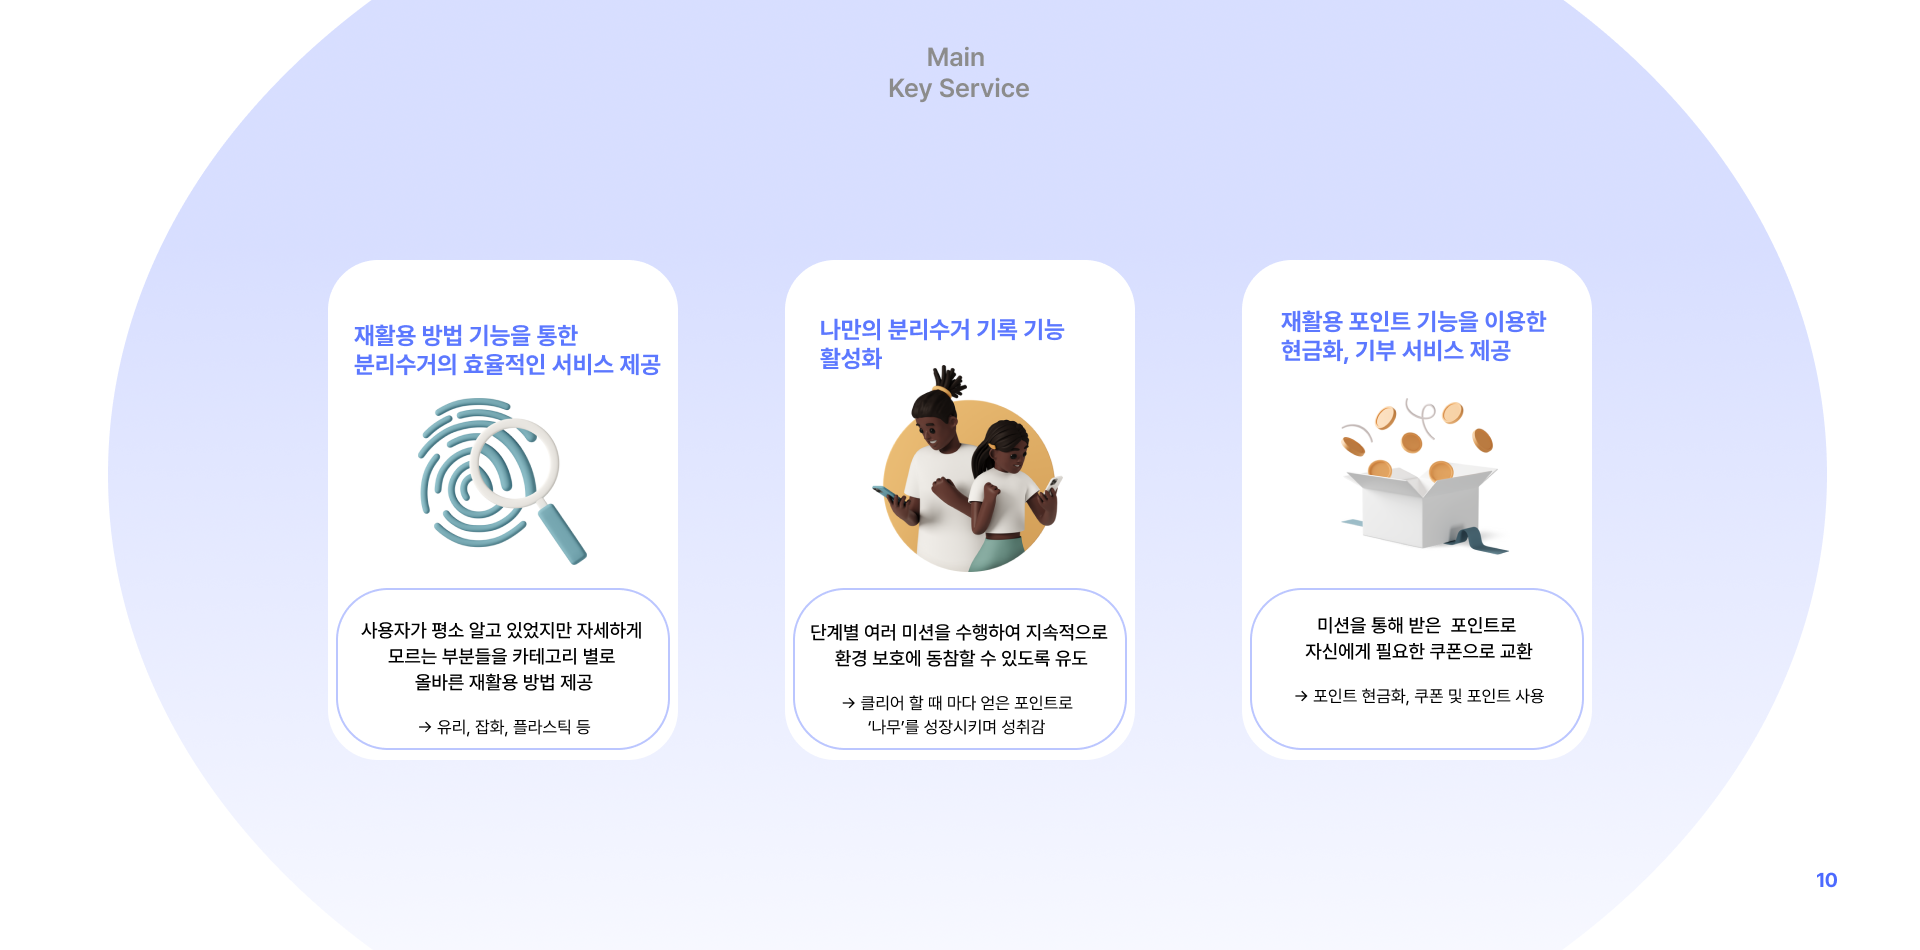 Main
Key Service
재활용 방법 기능을 통한
분리수거의 효율적인 서비스 제공
사용자가 평소 알고 있었지만 자세하게
모르는 부분들을 카테고리 별로
올바른 재활용 방법 제공
→ 유리, 잡화, 플라스틱 등
나만의 분리수거 기록 기능
활성화
단계별 여러 미션을 수행하여 지속적으로
환경 보호에 동참할 수 있도록 유도
→ 클리어 할 때 마다 얻은 포인트로
‘나무’를 성장시키며 성취감
재활용 포인트 기능을 이용한
현금화, 기부 서비스 제공
미션을 통해 받은  포인트로
자신에게 필요한 쿠폰으로 교환
→ 포인트 현금화, 쿠폰 및 포인트 사용
10